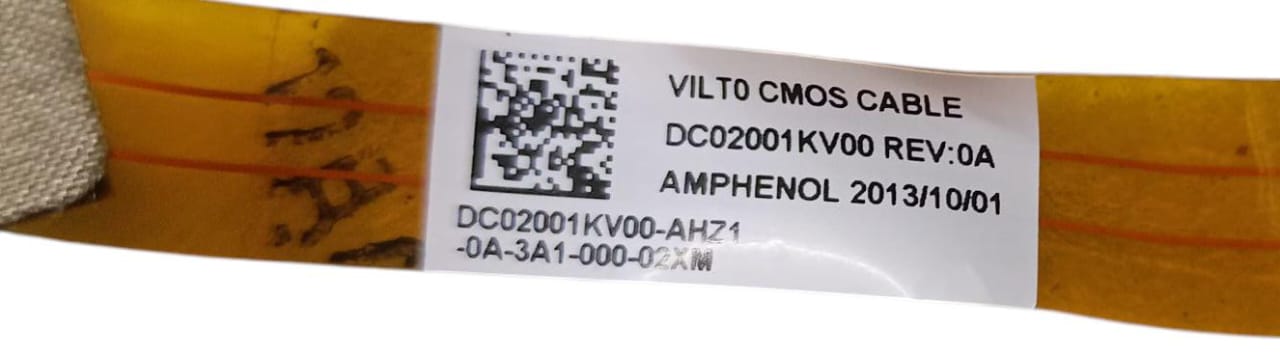 VILT0 CMOS CABLE
DC02001KV00 REV:0A
AMPHENOL 2013/10/01
DC02001KV00-AHZ1
-0A-3A1-000-02XM